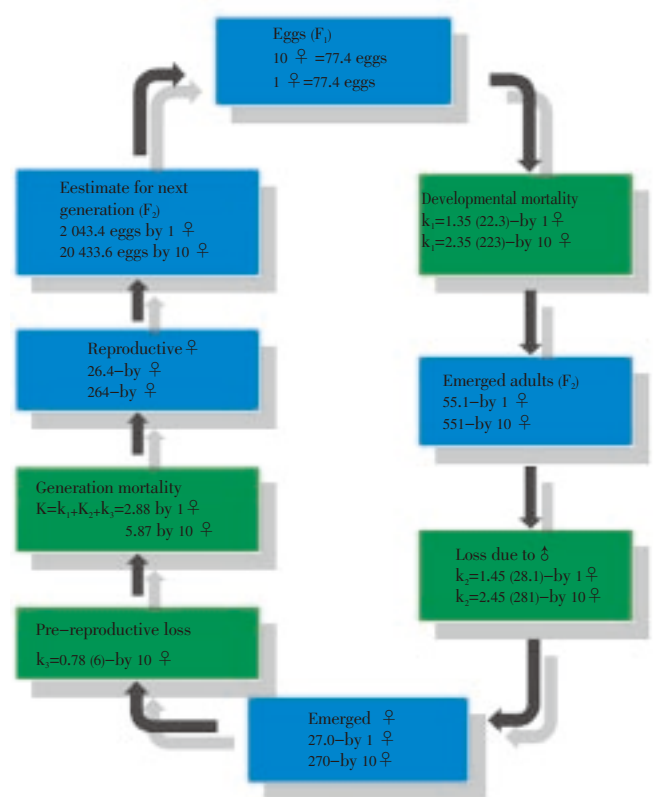 Eggs (F₁)
10 ♀ =77.4 eggs
1 ♀=77.4 eggs
Developmental mortality
k₁=1.35 (22.3)−by 1♀
k₁=2.35 (223)−by 10 ♀
Emerged adults (F₂)
55.1−by 1 ♀
551−by 10 ♀
Loss due to ♂
k₂=1.45 (28.1)−by 1♀
k₂=2.45 (281)−by 10♀
Emerged ♀
27.0−by 1 ♀
270−by 10♀
Pre−reproductive loss
k₃=0.78 (6)−by 10 ♀
Generation mortality
K=k₁+K₂+k₃=2.88 by 1♀
5.87 by 10 ♀
Reproductive ♀
26.4−by ♀
264−by ♀
Eestimate for next
generation (F₂)
2 043.4 eggs by 1 ♀
20 433.6 eggs by 10 ♀